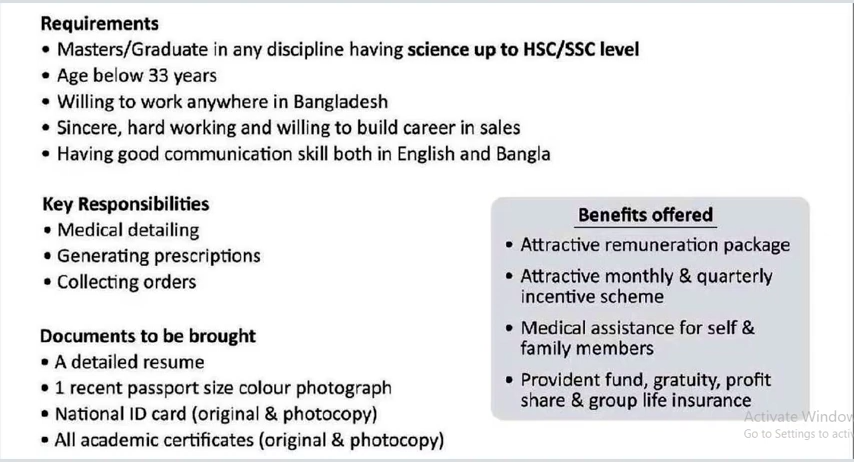 Requirements
• Masters/Graduate in any discipline having science up to HSC/SSC level
• Age below 33 years
• Willing to work anywhere in Bangladesh
• Sincere, hard working and willing to build career in sales
• Having good communication skill both in English and Bangla
Key Responsibilities
• Medical detailing
• Generating prescriptions
• Collecting orders
Documents to be brought
• A detailed resume
• 1 recent passport size colour photograph
• National ID card (original & photocopy)
• All academic certificates (original & photocopy)
Benefits offered
• Attractive remuneration package
• Attractive monthly & quarterly
incentive scheme
• Medical assistance for self &
family members
• Provident fund, gratuity, profit
share & group life insurance
Activate Window
Go to Settings to activ